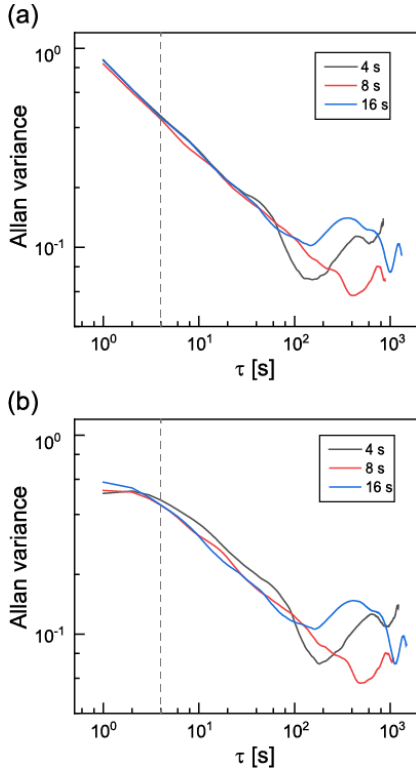 (a)
Allan variance
10⁰
10⁻¹
4 s
8 s
16 s
10⁰ 10¹ 10² 10³
τ [s]
(b)
Allan variance
10⁰
10⁻¹
4 s
8 s
16 s
10⁰ 10¹ 10² 10³
τ [s]